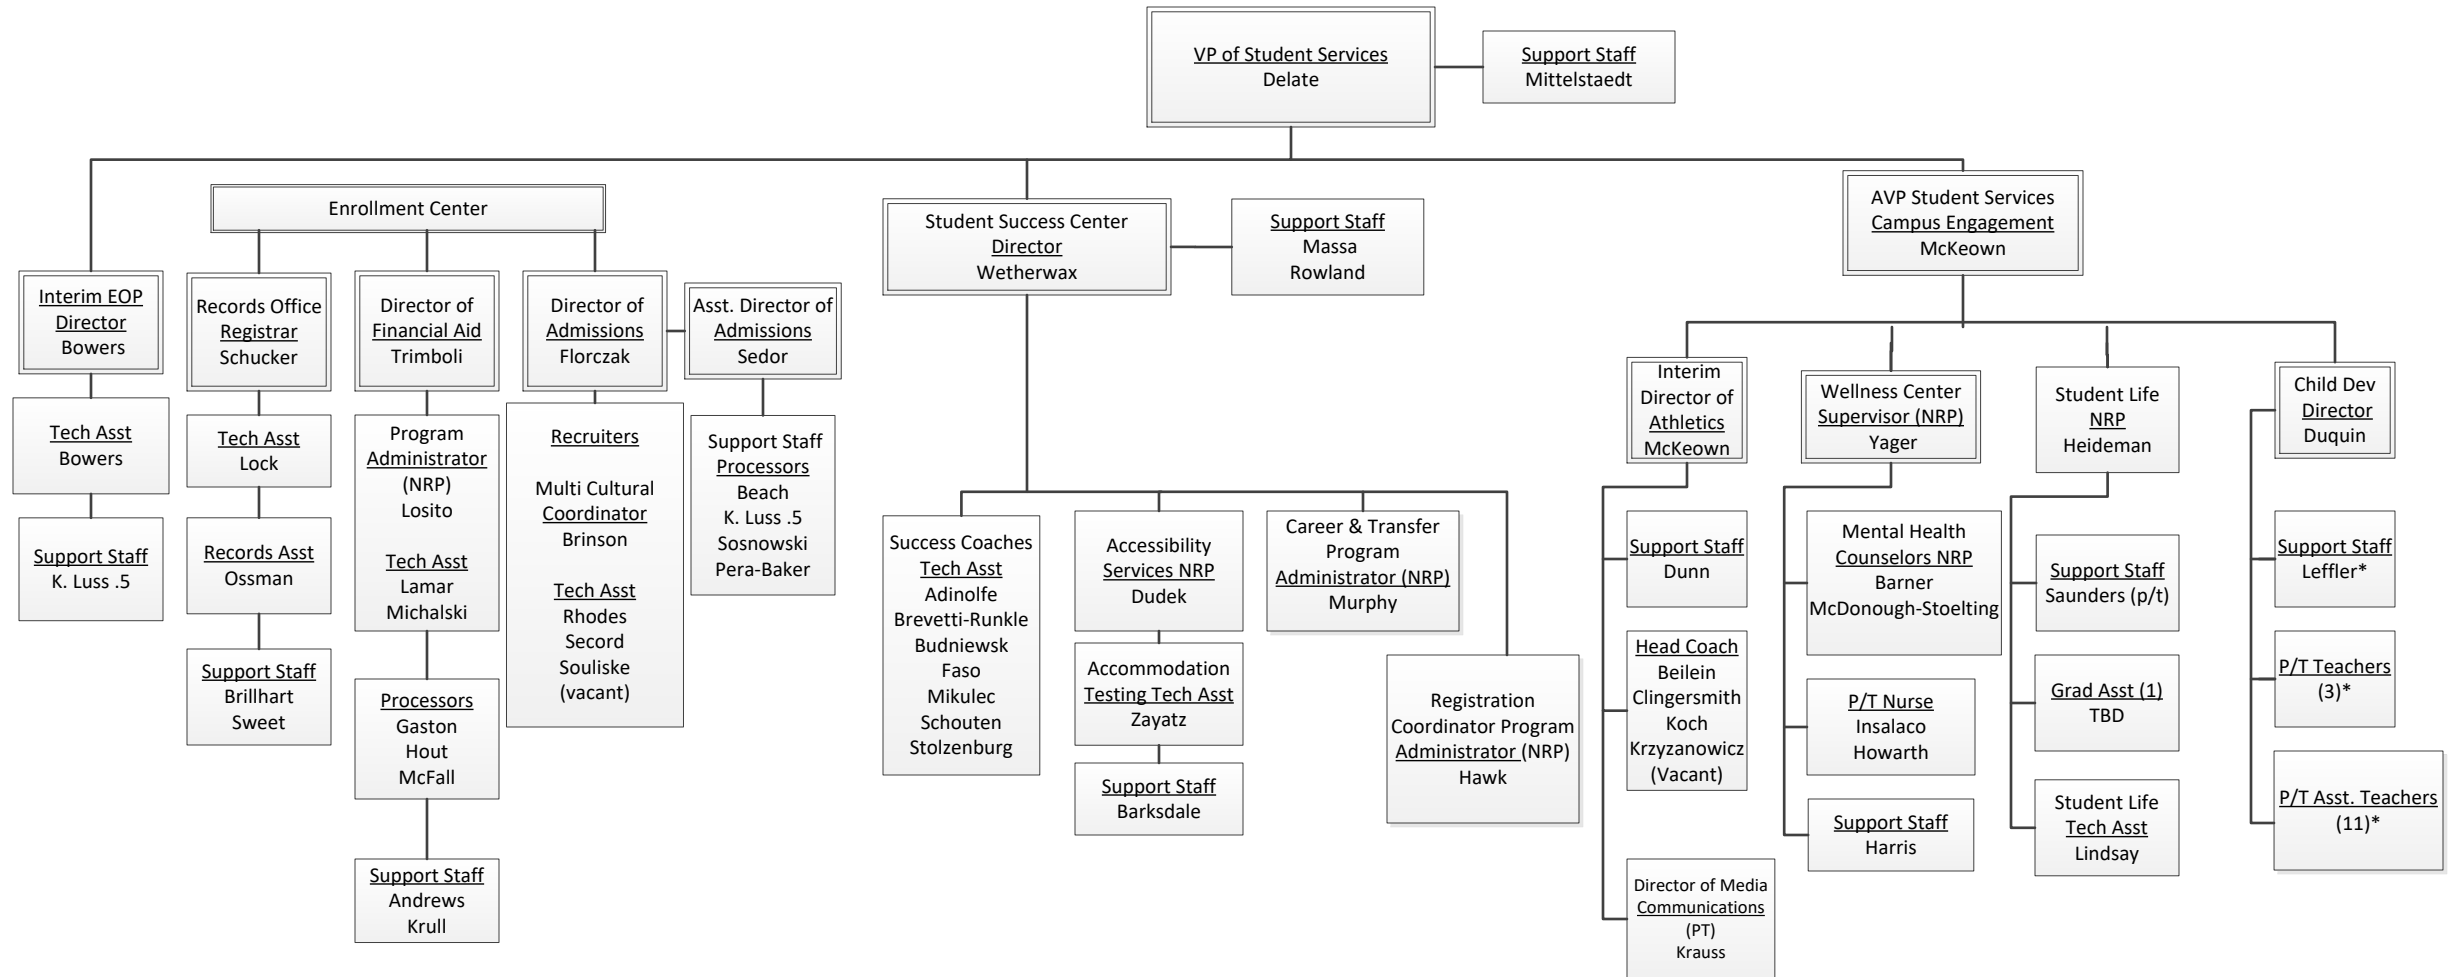 VP of Student Services
Delate
Support Staff
Mittelstaedt
Enrollment Center
Interim EOP
Director
Bowers
Tech Asst
Bowers
Support Staff
K. Luss .5
Records Office
Registrar
Schucker
Tech Asst
Lock
Records Asst
Ossman
Support Staff
Brillhart
Sweet
Director of
Financial Aid
Trimboli
Program
Administrator
(NRP)
Losito
Tech Asst
Lamar
Michalski
Processors
Gaston
Hout
McFall
Support Staff
Andrews
Krull
Director of
Admissions
Florczak
Recruiters
Multi Cultural
Coordinator
Brinson
Tech Asst
Rhodes
Secord
Souliske
(vacant)
Asst. Director of
Admissions
Sedor
Support Staff
Processors
Beach
K. Luss .5
Sosnowski
Pera-Baker
Student Success Center
Director
Wetherwax
Support Staff
Massa
Rowland
Success Coaches
Tech Asst
Adinolfe
Brevetti-Runkle
Budniewsk
Faso
Mikulec
Schouten
Stolzenburg
Accessibility
Services NRP
Dudek
Accommodation
Testing Tech Asst
Zayatz
Support Staff
Barksdale
Career & Transfer
Program
Administrator (NRP)
Murphy
Registration
Coordinator Program
Administrator (NRP)
Hawk
AVP Student Services
Campus Engagement
McKeown
Interim
Director of
Athletics
McKeown
Support Staff
Dunn
Head Coach
Beilein
Clingersmith
Koch
Krzyzanowicz
(Vacant)
Director of Media
Communications
(PT)
Krauss
Wellness Center
Supervisor (NRP)
Yager
Mental Health
Counselors NRP
Barner
McDonough-Stoelting
P/T Nurse
Insalaco
Howarth
Support Staff
Harris
Student Life
NRP
Heideman
Support Staff
Saunders (p/t)
Grad Asst (1)
TBD
Student Life
Tech Asst
Lindsay
Child Dev
Director
Duquin
Support Staff
Leffler*
P/T Teachers
(3)*
P/T Asst. Teachers
(11)*